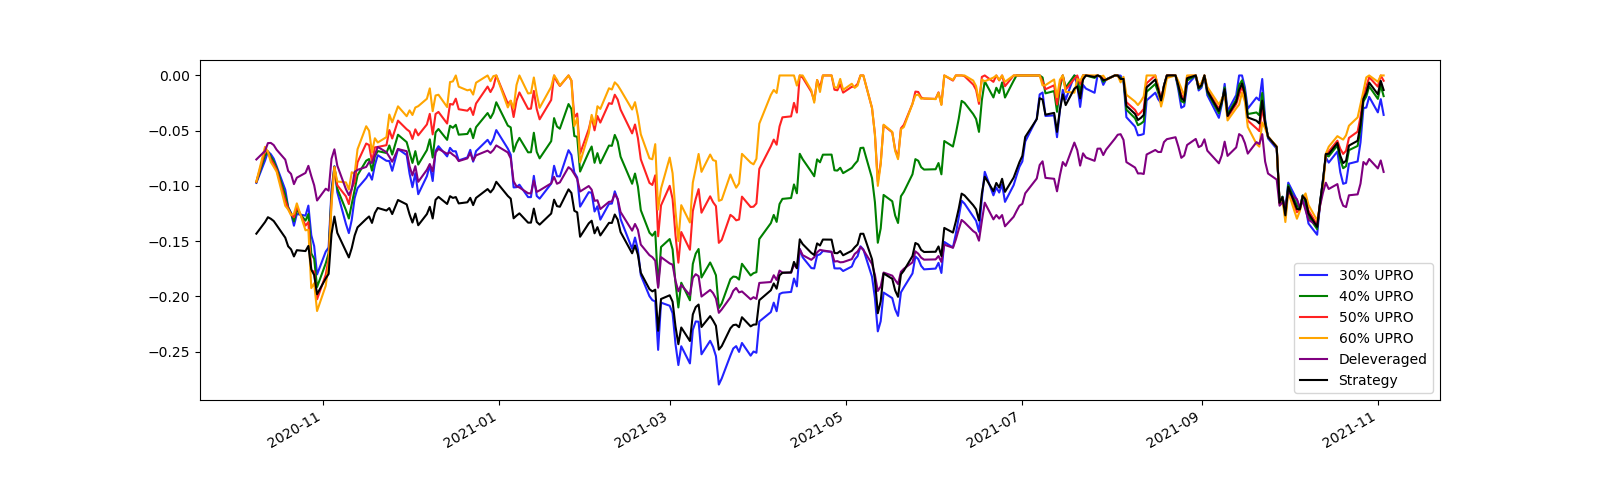 0.00
−0.05
−0.10
−0.15
−0.20
−0.25
2020-11
2021-01
2021-03
2021-05
2021-07
2021-09
2021-11
30% UPRO
40% UPRO
50% UPRO
60% UPRO
Deleveraged
Strategy